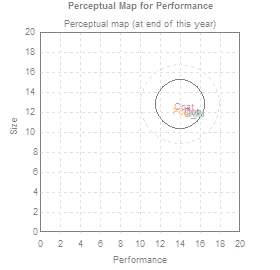 Perceptual Map for Performance
Perceptual map (at end of this year)
20
18
16
14
12
10
8
6
4
2
0
Size
Coat
0 2 4 6 8 10 12 14 16 18 20
Performance